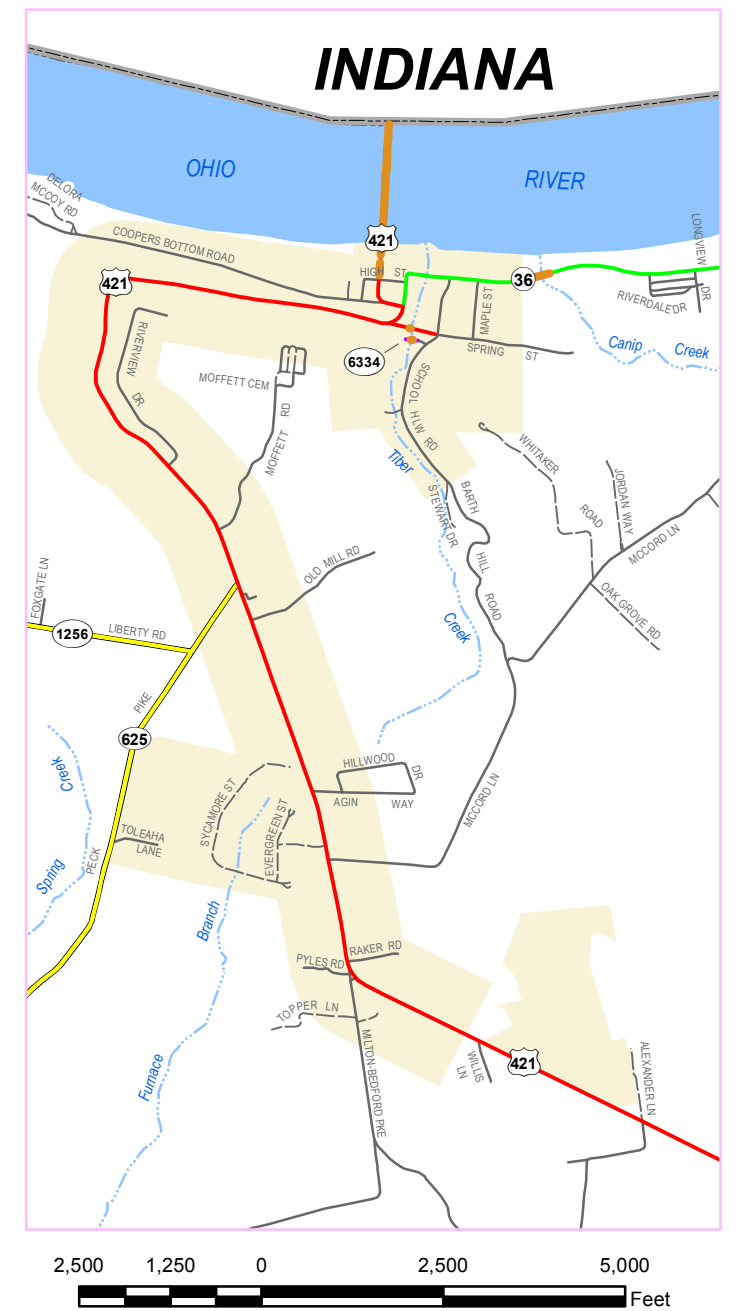 INDIANA
OHIO
RIVER
DELORA
MCCOY RD
COOPERS BOTTOM ROAD
421
LONGVIEW
DR
HIGH ST
36
421
RIVERDALE DR
MAPLE ST
Canip Creek
RIVERVIEW
DR
6334
SPRING ST
MOFFETT CEM
MOFFETT RD
SCHOOL HLW RD
Tiber
WHITAKER
ROAD
JORDAN WAY
MCCORD LN
STEWART DR
BARTH
HILL
ROAD
OLD MILL RD
FOXGATE LN
OAK GROVE RD
1256
LIBERTY RD
Creek
PIKE
625
Creek
HILLWOOD
DR
AGIN WAY
SYCAMORE ST
EVERGREEN ST
MCCORD LN
TOLEAHA
LANE
PECK
Spring
Branch
RAKER RD
PYLES RD
TOPPER LN
MILTON-BEDFORD PKE
WILLIS
LN
421
ALEXANDER LN
Furnace
2,500 1,250 0 2,500 5,000
Feet